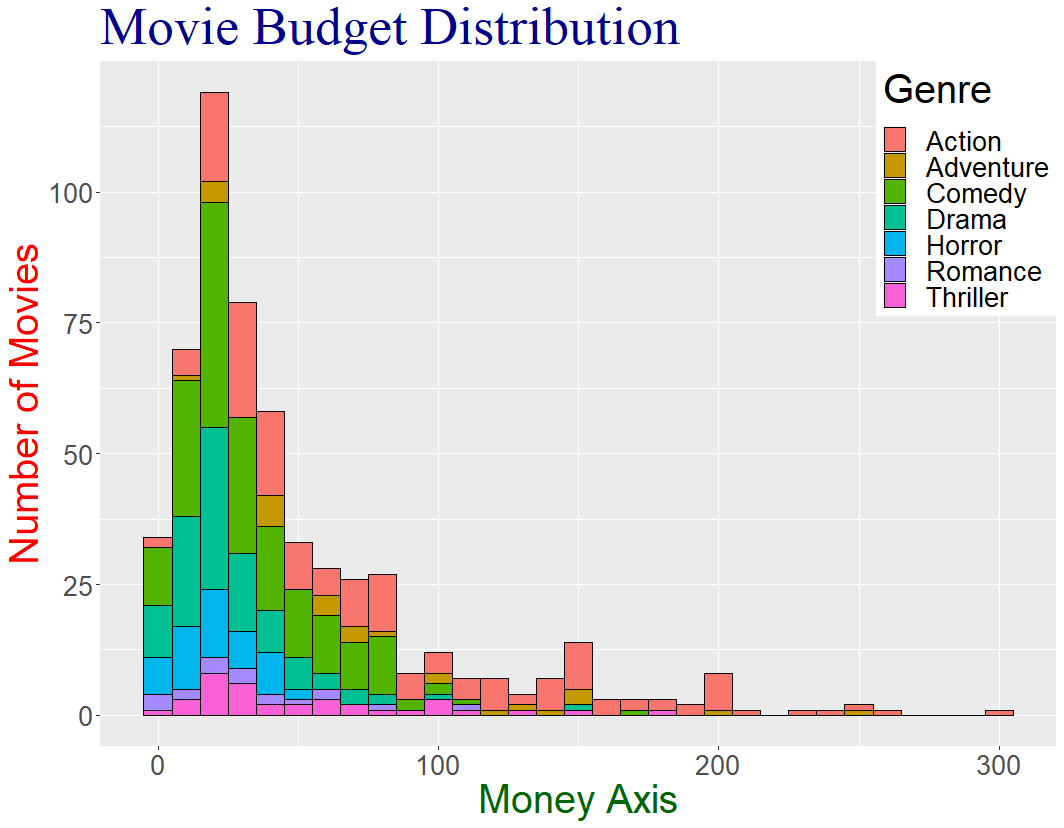 Movie Budget Distribution
Genre
Action
Adventure
Comedy
Drama
Horror
Romance
Thriller
Number of Movies
100
75
50
25
0
0 100 200 300
Money Axis